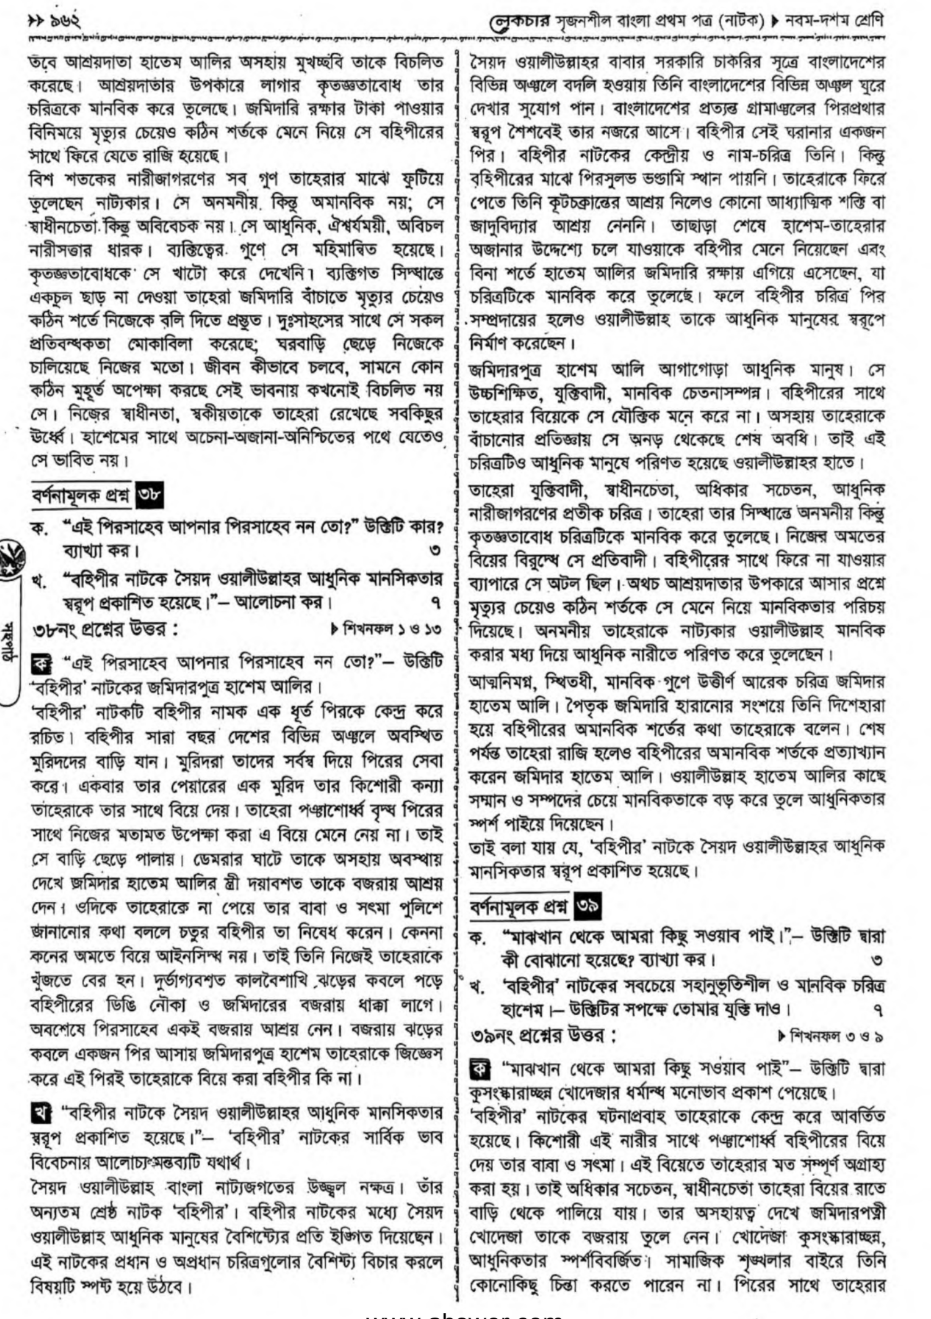 ▸▸ ৯৬২
লেকচার সৃজনশীল বাংলা প্রথম পত্র (নাটক) ▸ নবম-দশম শ্রেণি
তবে আশ্রয়দাতা হাতেম আলির অসহায় মুখচ্ছবি তাকে বিচলিত
করেছে। আশ্রয়দাতার উপকারে লাগার কৃতজ্ঞতাবোধ তার
চরিত্রকে মানবিক করে তুলেছে। জমিদারি রক্ষার টাকা পাওয়ার
বিনিময়ে মৃত্যুর চেয়েও কঠিন শর্তকে মেনে নিয়ে সে বহিপীরের
সাথে ফিরে যেতে রাজি হয়েছে।
বিশ শতকের নারীজাগরণের সব গুণ তাহেরার মাঝে ফুটিয়ে
তুলেছেন নাট্যকার। সে অনমনীয় কিন্তু অমানবিক নয়; সে
স্বাধীনচেতা কিন্তু অবিবেচক নয়। সে আধুনিক, ঐশ্বর্যময়ী, অবিচল
নারীসত্তার ধারক। ব্যক্তিত্বের গুণে সে মহিমান্বিত হয়েছে।
কৃতজ্ঞতাবোধকে সে খাটো করে দেখেনি। ব্যক্তিগত সিদ্ধান্তে
একচুল ছাড় না দেওয়া তাহেরা জমিদারি বাঁচাতে মৃত্যুর চেয়েও
কঠিন শর্তে নিজেকে বলি দিতে প্রস্তুত। দুঃসাহসের সাথে সে সকল
প্রতিবন্ধকতা মোকাবিলা করেছে; ঘরবাড়ি ছেড়ে নিজেকে
চালিয়েছে নিজের মতো। জীবন কীভাবে চলবে, সামনে কোন
কঠিন মুহূর্ত অপেক্ষা করছে সেই ভাবনায় কখনোই বিচলিত নয়
সে। নিজের স্বাধীনতা, স্বকীয়তাকে তাহেরা রেখেছে সবকিছুর
ঊর্ধ্বে। হাশেমের সাথে অচেনা-অজানা-অনিশ্চিতের পথে যেতেও
সে ভাবিত নয়।
বর্ণনামূলক প্রশ্ন ৩৮
ক. “এই পিরসাহেব আপনার পিরসাহেব নন তো?” উক্তিটি কার?
ব্যাখ্যা কর। ৩
খ. “বহিপীর নাটকে সৈয়দ ওয়ালীউল্লাহর আধুনিক মানসিকতার
স্বরূপ প্রকাশিত হয়েছে।”– আলোচনা কর। ৭
৩৮নং প্রশ্নের উত্তর : ▸ শিখনফল ১ ও ১৩
ক “এই পিরসাহেব আপনার পিরসাহেব নন তো?”– উক্তিটি
‘বহিপীর’ নাটকের জমিদারপুত্র হাশেম আলির।
‘বহিপীর’ নাটকটি বহিপীর নামক এক ধূর্ত পিরকে কেন্দ্র করে
রচিত। বহিপীর সারা বছর দেশের বিভিন্ন অঞ্চলে অবস্থিত
মুরিদদের বাড়ি যান। মুরিদরা তাদের সর্বস্ব দিয়ে পিরের সেবা
করে। একবার তার পেয়ারের এক মুরিদ তার কিশোরী কন্যা
তাহেরাকে তার সাথে বিয়ে দেয়। তাহেরা পঞ্চাশোর্ধ্ব বৃদ্ধ পিরের
সাথে নিজের মতামত উপেক্ষা করা এ বিয়ে মেনে নেয় না। তাই
সে বাড়ি ছেড়ে পালায়। ডেমরার ঘাটে তাকে অসহায় অবস্থায়
দেখে জমিদার হাতেম আলির স্ত্রী দয়াবশত তাকে বজরায় আশ্রয়
দেন। ওদিকে তাহেরাকে না পেয়ে তার বাবা ও সৎমা পুলিশে
জানানোর কথা বললে চতুর বহিপীর তা নিষেধ করেন। কেননা
কনের অমতে বিয়ে আইনসিদ্ধ নয়। তাই তিনি নিজেই তাহেরাকে
খুঁজতে বের হন। দুর্ভাগ্যবশত কালবৈশাখি ঝড়ের কবলে পড়ে
বহিপীরের ডিঙি নৌকা ও জমিদারের বজরায় ধাক্কা লাগে।
অবশেষে পিরসাহেব একই বজরায় আশ্রয় নেন। বজরায় ঝড়ের
কবলে একজন পির আসায় জমিদারপুত্র হাশেম তাহেরাকে জিজ্ঞেস
করে এই পিরই তাহেরাকে বিয়ে করা বহিপীর কি না।
খ “বহিপীর নাটকে সৈয়দ ওয়ালীউল্লাহর আধুনিক মানসিকতার
স্বরূপ প্রকাশিত হয়েছে।”– ‘বহিপীর’ নাটকের সার্বিক ভাব
বিবেচনায় আলোচ্য মন্তব্যটি যথার্থ।
সৈয়দ ওয়ালীউল্লাহ বাংলা নাট্যজগতের উজ্জ্বল নক্ষত্র। তাঁর
অন্যতম শ্রেষ্ঠ নাটক ‘বহিপীর’। বহিপীর নাটকের মধ্যে সৈয়দ
ওয়ালীউল্লাহ আধুনিক মানুষের বৈশিষ্ট্যের প্রতি ইঙ্গিত দিয়েছেন।
এই নাটকের প্রধান ও অপ্রধান চরিত্রগুলোর বৈশিষ্ট্য বিচার করলে
বিষয়টি স্পষ্ট হয়ে উঠবে।
সহপাঠ
সৈয়দ ওয়ালীউল্লাহর বাবার সরকারি চাকরির সূত্রে বাংলাদেশের
বিভিন্ন অঞ্চলে বদলি হওয়ায় তিনি বাংলাদেশের বিভিন্ন অঞ্চল ঘুরে
দেখার সুযোগ পান। বাংলাদেশের প্রত্যন্ত গ্রামাঞ্চলের পিরপ্রথার
স্বরূপ শৈশবেই তার নজরে আসে। বহিপীর সেই ঘরানার একজন
পির। বহিপীর নাটকের কেন্দ্রীয় ও নাম-চরিত্র তিনি। কিন্তু
বহিপীরের মাঝে পিরসুলভ ভন্ডামি স্থান পায়নি। তাহেরাকে ফিরে
পেতে তিনি কূটচক্রান্তের আশ্রয় নিলেও কোনো আধ্যাত্মিক শক্তি বা
জাদুবিদ্যার আশ্রয় নেননি। তাছাড়া শেষে হাশেম-তাহেরার
অজানার উদ্দেশ্যে চলে যাওয়াকে বহিপীর মেনে নিয়েছেন এবং
বিনা শর্তে হাতেম আলির জমিদারি রক্ষায় এগিয়ে এসেছেন, যা
চরিত্রটিকে মানবিক করে তুলেছে। ফলে বহিপীর চরিত্র পির
সম্প্রদায়ের হলেও ওয়ালীউল্লাহ তাকে আধুনিক মানুষের স্বরূপে
নির্মাণ করেছেন।
জমিদারপুত্র হাশেম আলি আগাগোড়া আধুনিক মানুষ। সে
উচ্চশিক্ষিত, যুক্তিবাদী, মানবিক চেতনাসম্পন্ন। বহিপীরের সাথে
তাহেরার বিয়েকে সে যৌক্তিক মনে করে না। অসহায় তাহেরাকে
বাঁচানোর প্রতিজ্ঞায় সে অনড় থেকেছে শেষ অবধি। তাই এই
চরিত্রটিও আধুনিক মানুষে পরিণত হয়েছে ওয়ালীউল্লাহর হাতে।
তাহেরা যুক্তিবাদী, স্বাধীনচেতা, অধিকার সচেতন, আধুনিক
নারীজাগরণের প্রতীক চরিত্র। তাহেরা তার সিদ্ধান্তে অনমনীয় কিন্তু
কৃতজ্ঞতাবোধ চরিত্রটিকে মানবিক করে তুলেছে। নিজের অমতের
বিয়ের বিরুদ্ধে সে প্রতিবাদী। বহিপীরের সাথে ফিরে না যাওয়ার
ব্যাপারে সে অটল ছিল। অথচ আশ্রয়দাতার উপকারে আসার প্রশ্নে
মৃত্যুর চেয়েও কঠিন শর্তকে সে মেনে নিয়ে মানবিকতার পরিচয়
দিয়েছে। অনমনীয় তাহেরাকে নাট্যকার ওয়ালীউল্লাহ মানবিক
করার মধ্য দিয়ে আধুনিক নারীতে পরিণত করে তুলেছেন।
আত্মনিমগ্ন, স্থিতধী, মানবিক গুণে উত্তীর্ণ আরেক চরিত্র জমিদার
হাতেম আলি। পৈতৃক জমিদারি হারানোর সংশয়ে তিনি দিশেহারা
হয়ে বহিপীরের অমানবিক শর্তের কথা তাহেরাকে বলেন। শেষ
পর্যন্ত তাহেরা রাজি হলেও বহিপীরের অমানবিক শর্তকে প্রত্যাখ্যান
করেন জমিদার হাতেম আলি। ওয়ালীউল্লাহ হাতেম আলির কাছে
সম্মান ও সম্পদের চেয়ে মানবিকতাকে বড় করে তুলে আধুনিকতার
স্পর্শ পাইয়ে দিয়েছেন।
তাই বলা যায় যে, ‘বহিপীর’ নাটকে সৈয়দ ওয়ালীউল্লাহর আধুনিক
মানসিকতার স্বরূপ প্রকাশিত হয়েছে।
বর্ণনামূলক প্রশ্ন ৩৯
ক. “মাঝখান থেকে আমরা কিছু সওয়াব পাই।”– উক্তিটি দ্বারা
কী বোঝানো হয়েছে? ব্যাখ্যা কর। ৩
খ. ‘বহিপীর’ নাটকের সবচেয়ে সহানুভূতিশীল ও মানবিক চরিত্র
হাশেম।– উক্তিটির সপক্ষে তোমার যুক্তি দাও। ৭
৩৯নং প্রশ্নের উত্তর : ▸ শিখনফল ৩ ও ৯
ক “মাঝখান থেকে আমরা কিছু সওয়াব পাই”– উক্তিটি দ্বারা
কুসংস্কারাচ্ছন্ন খোদেজার ধর্মান্ধ মনোভাব প্রকাশ পেয়েছে।
‘বহিপীর’ নাটকের ঘটনাপ্রবাহ তাহেরাকে কেন্দ্র করে আবর্তিত
হয়েছে। কিশোরী এই নারীর সাথে পঞ্চাশোর্ধ্ব বহিপীরের বিয়ে
দেয় তার বাবা ও সৎমা। এই বিয়েতে তাহেরার মত সম্পূর্ণ অগ্রাহ্য
করা হয়। তাই অধিকার সচেতন, স্বাধীনচেতা তাহেরা বিয়ের রাতে
বাড়ি থেকে পালিয়ে যায়। তার অসহায়ত্ব দেখে জমিদারপত্নী
খোদেজা তাকে বজরায় তুলে নেন। খোদেজা কুসংস্কারাচ্ছন্ন,
আধুনিকতার স্পর্শবিবর্জিত। সামাজিক শৃঙ্খলার বাইরে তিনি
কোনোকিছু চিন্তা করতে পারেন না। পিরের সাথে তাহেরার